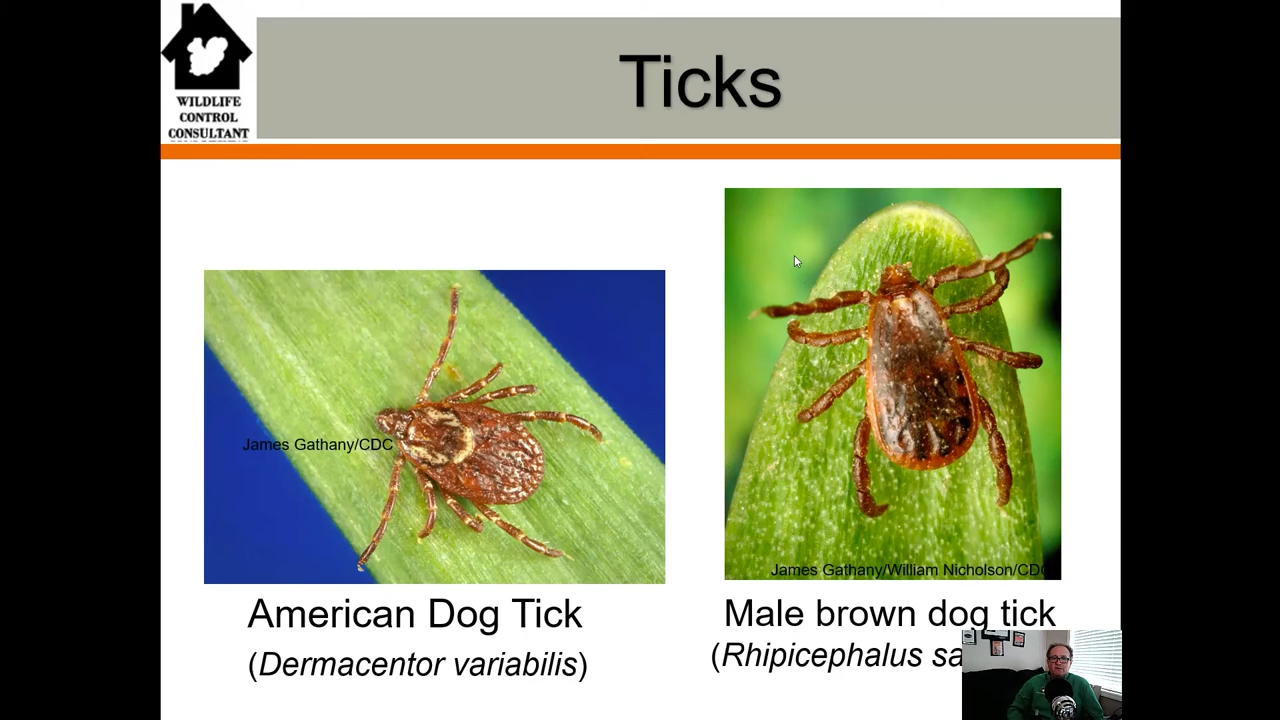 WILDLIFE
CONTROL
CONSULTANT
Ticks
James Gathany/CDC
James Gathany/William Nicholson/CDC
American Dog Tick
(Dermacentor variabilis)
Male brown dog tick
(Rhipicephalus